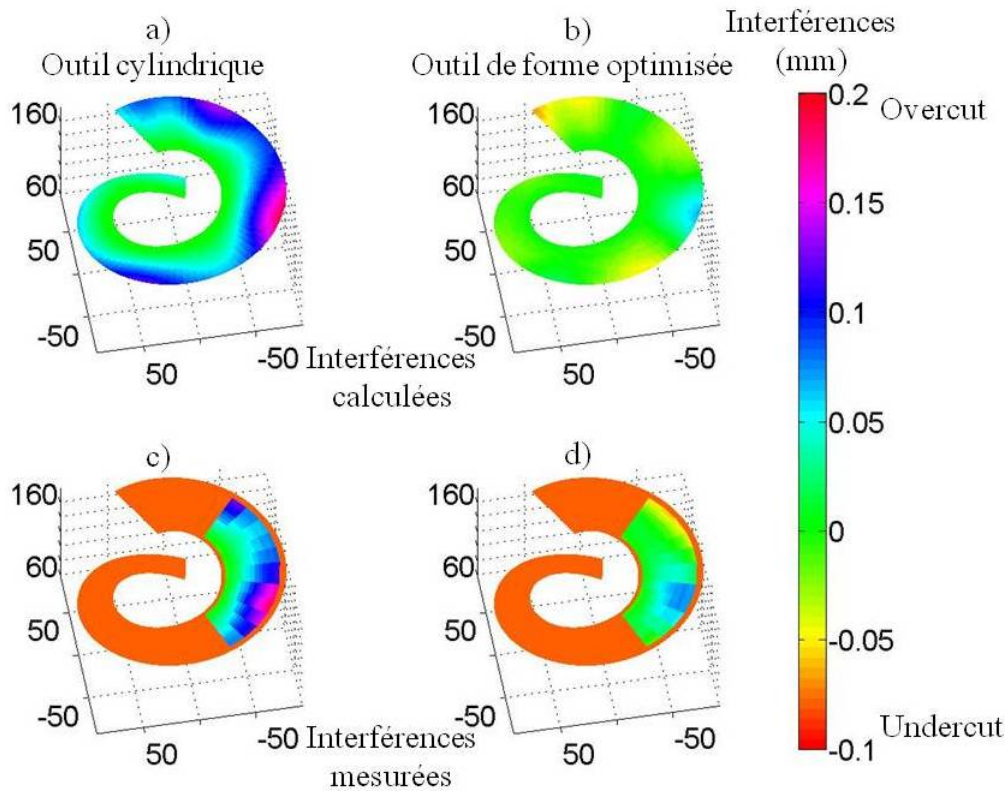 a)
Outil cylindrique
b)
Outil de forme optimisée
Interférences
(mm)
160
60
50
-50
50
-50
160
60
50
-50
50
-50
Interférences
calculées
0.2
Overcut
0.15
0.1
0.05
0
-0.05
Undercut
-0.1
c)
160
60
50
-50
50
-50
d)
160
60
50
-50
50
-50
Interférences
mesurées